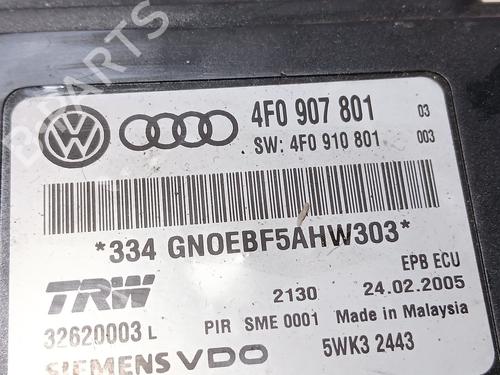 B-PARTS
4F0 907 801 03
SW: 4F0 910 801 003
*334 GN0EBF5AHW303*
EPB ECU
TRW 2130 24.02.2005
32620003 L PIR SME 0001 Made in Malaysia
SIEMENS VDO 5WK3 2443